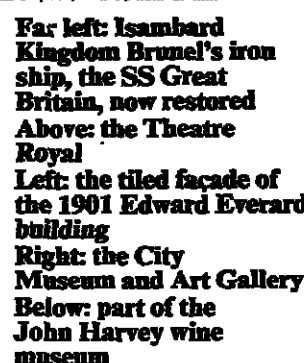 Far left: Isambard
Kingdom Brunel's iron
ship, the SS Great
Britain, now restored
Above: the Theatre
Royal
Left: the tiled façade of
the 1901 Edward Everard
building
Right: the City
Museum and Art Gallery
Below: part of the
John Harvey wine
museum